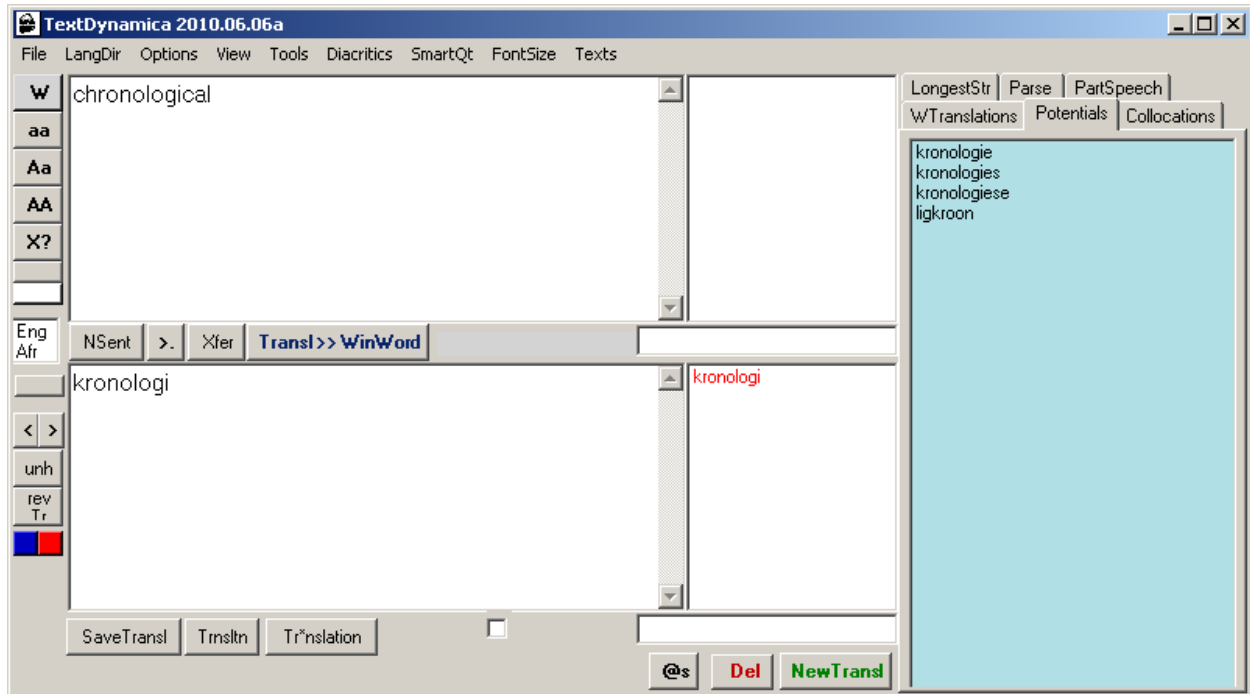 TextDynamica 2010.06.06a
File LangDir Options View Tools Diacritics SmartQt FontSize Texts
W
aa
Aa
AA
X?
chronological
LongestStr Parse PartSpeech
WTranslations Potentials Collocations
kronologie
kronologies
kronologiese
ligkroon
Eng
Afr
NSent >. Xfer Transl>>WinWord
kronologi
kronologi
< >
unh
rev
Tr
SaveTransl Trnsltn Tr*nslation
@s Del NewTransl